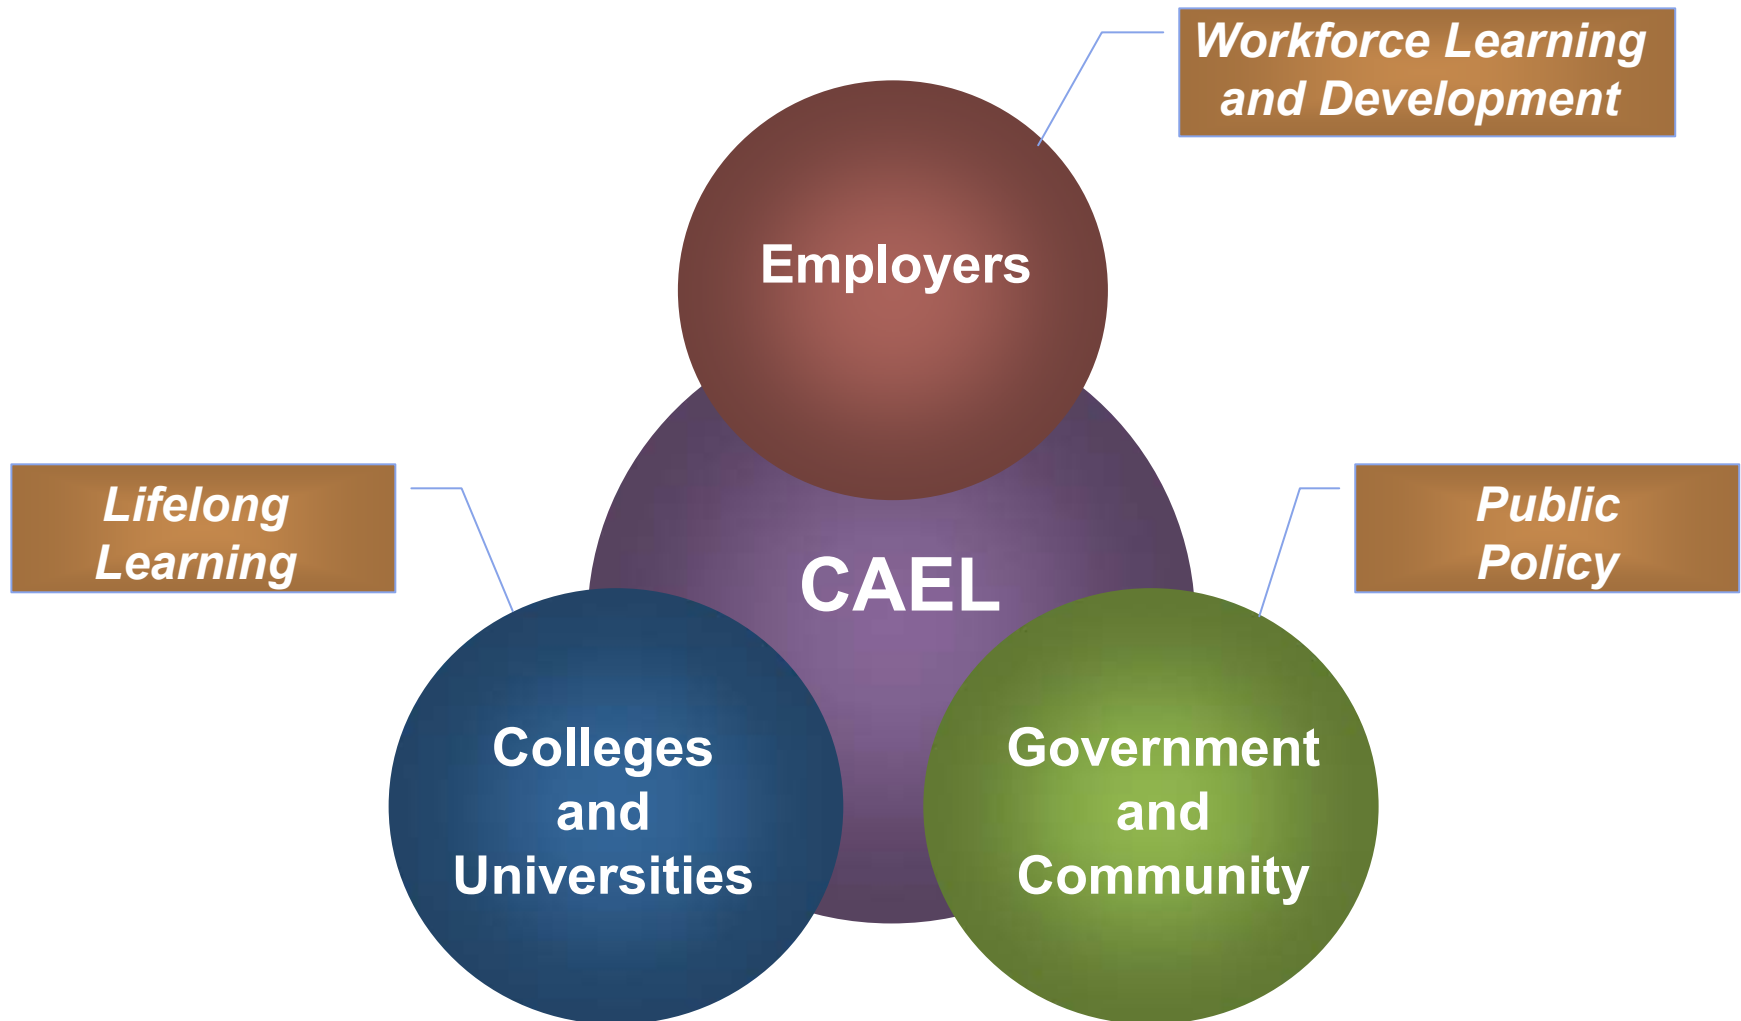 Workforce Learning
and Development
Employers
Lifelong
Learning
CAEL
Public
Policy
Colleges
and
Universities
Government
and
Community